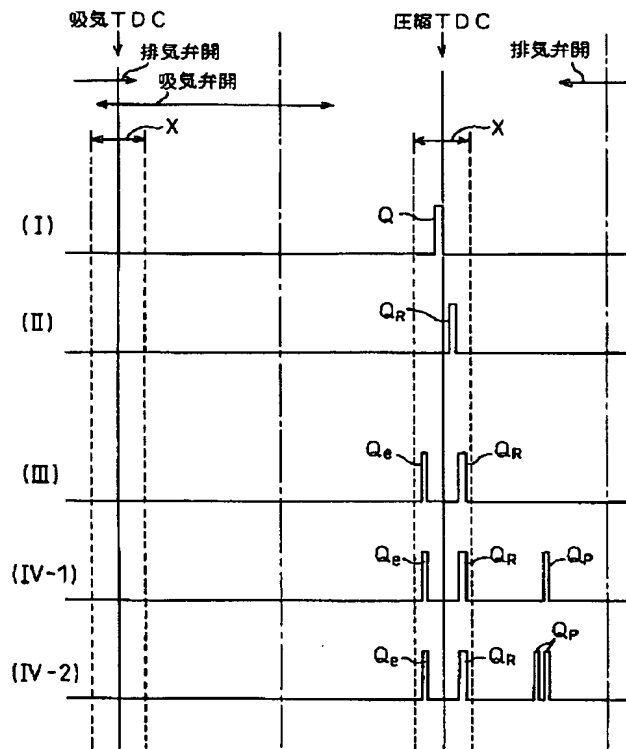 吸気TDC
圧縮TDC
排気弁開
排気弁開
吸気弁開
X
X
(I)
Q
(II)
QR
(III)
Qe
QR
(IV-1)
Qe
QR
QP
(IV-2)
Qe
QR
QP